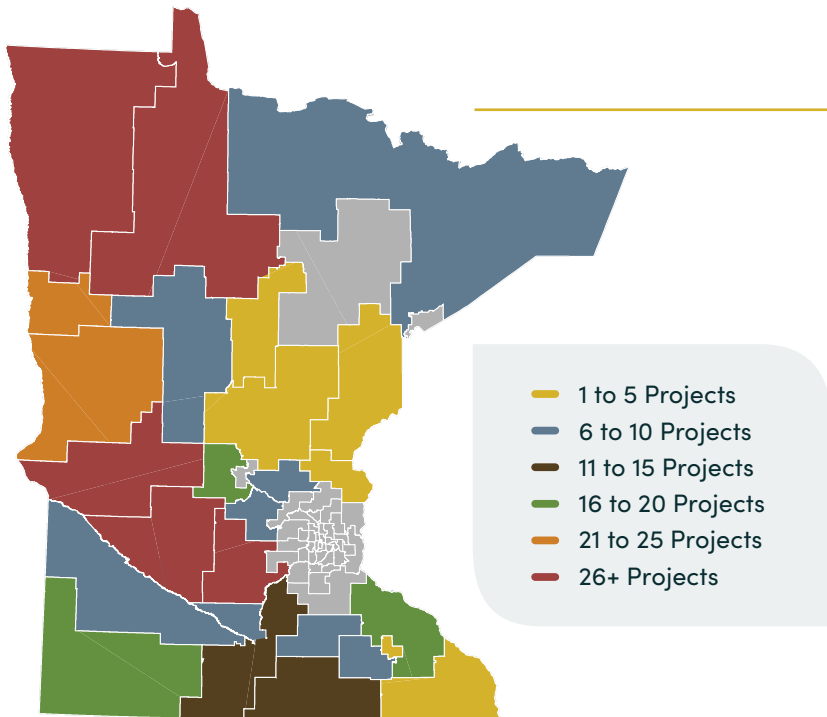 1 to 5 Projects
6 to 10 Projects
11 to 15 Projects
16 to 20 Projects
21 to 25 Projects
26+ Projects